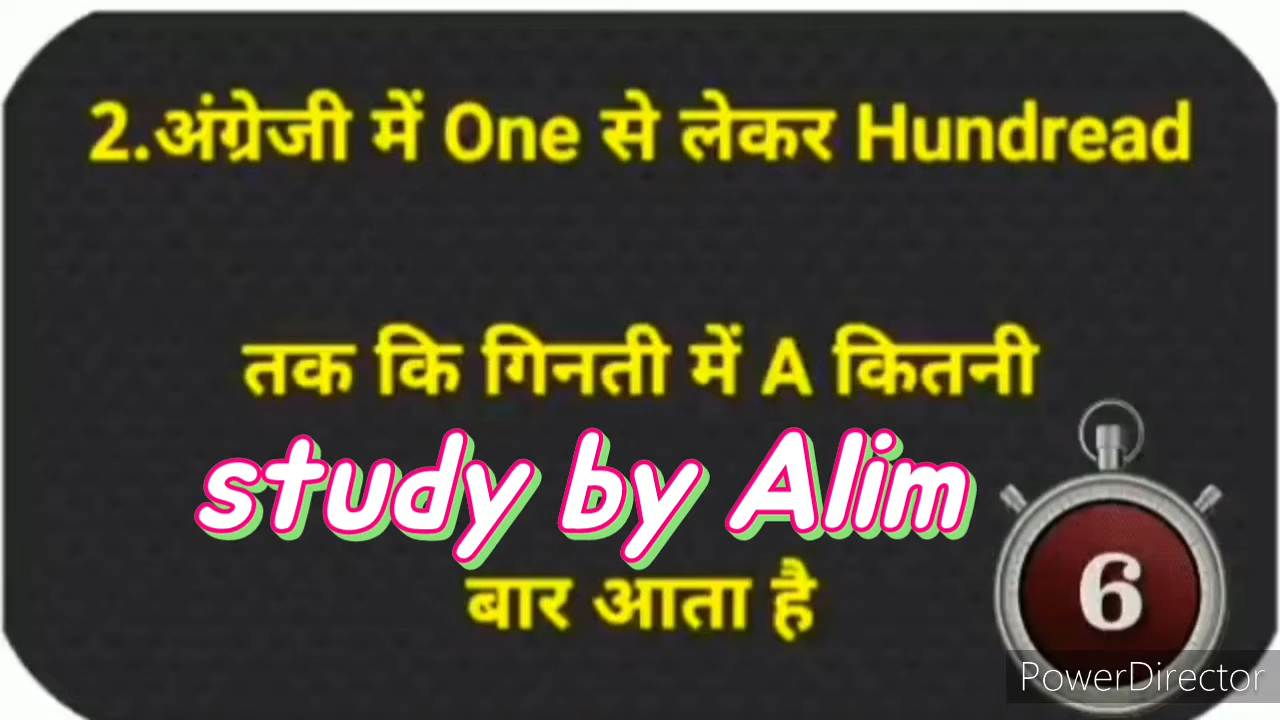 2.अंग्रेजी में One से लेकर Hundread
तक कि गिनती में A कितनी
study by Alim
बार आता है
6
PowerDirector